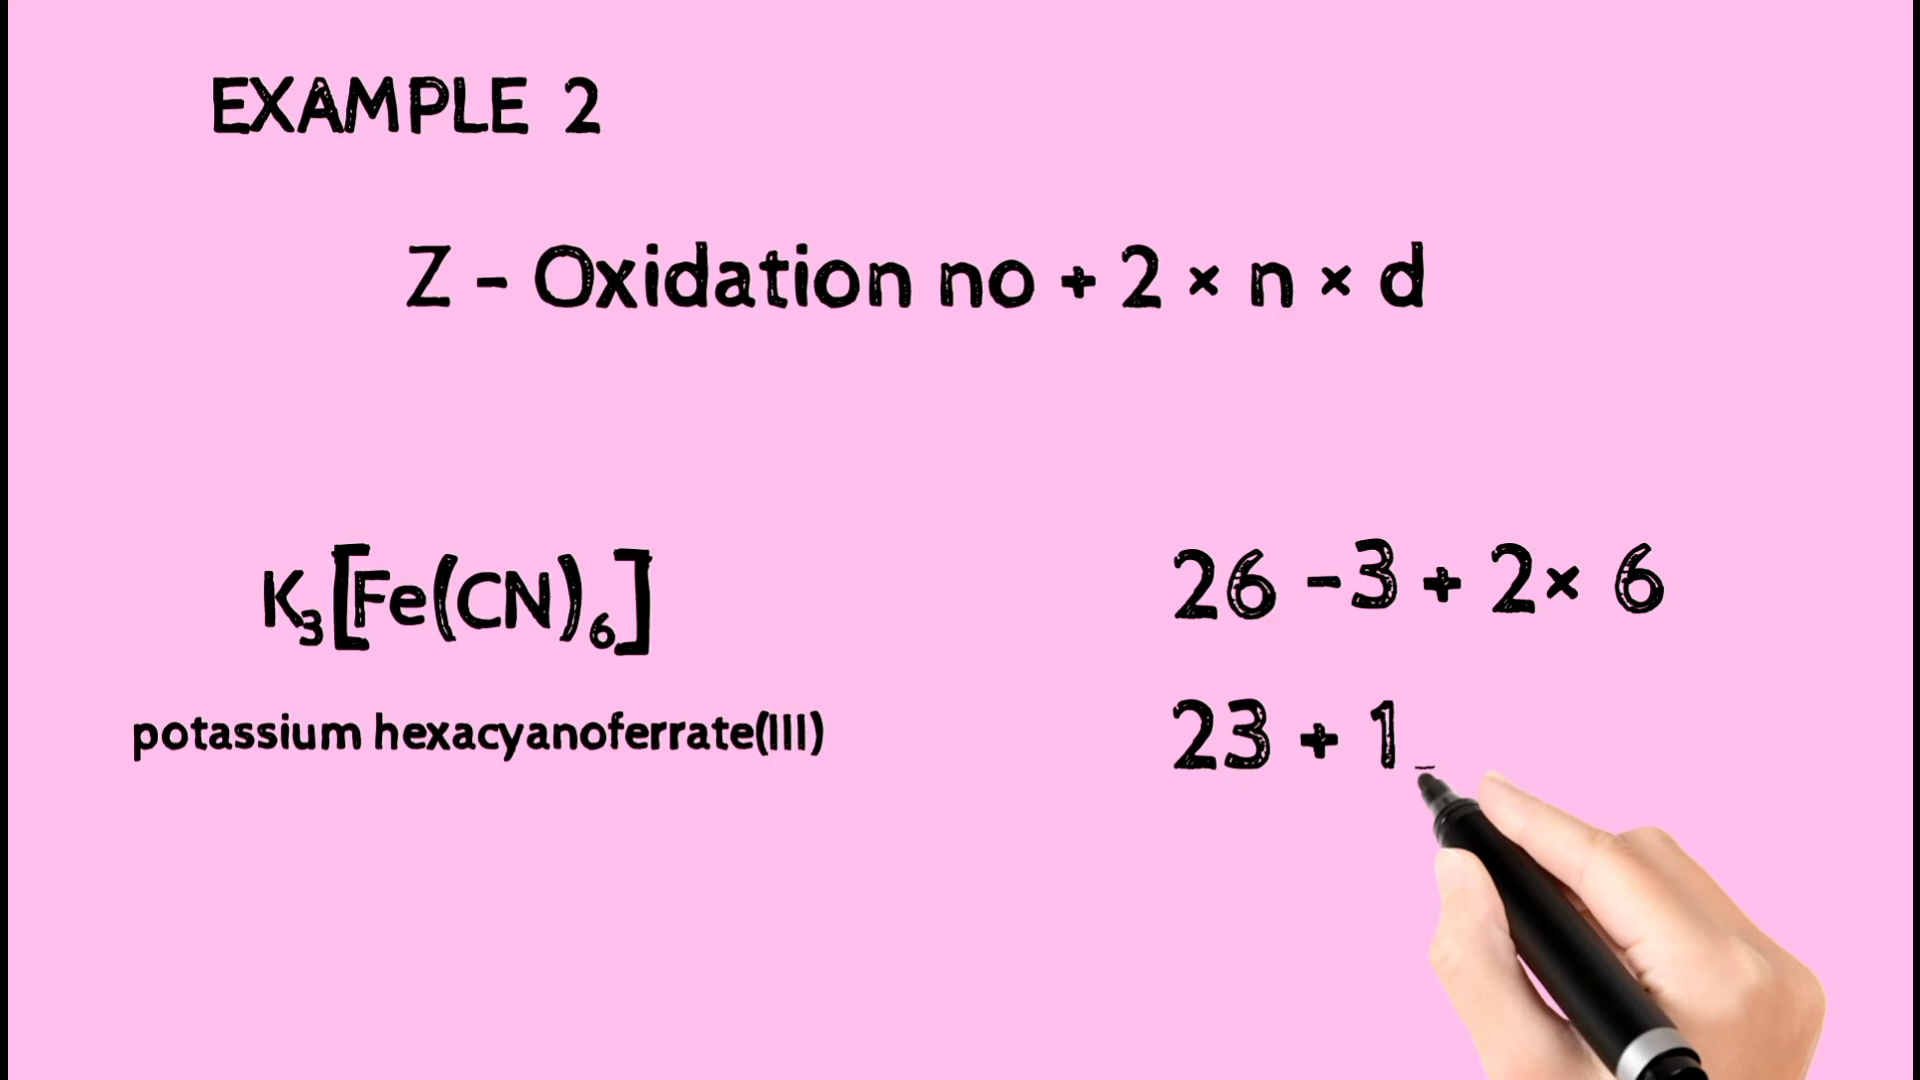 EXAMPLE 2
Z - Oxidation no + 2 × n × d
K₃[Fe(CN)₆]
potassium hexacyanoferrate(III)
26 -3 + 2× 6
23 + 1